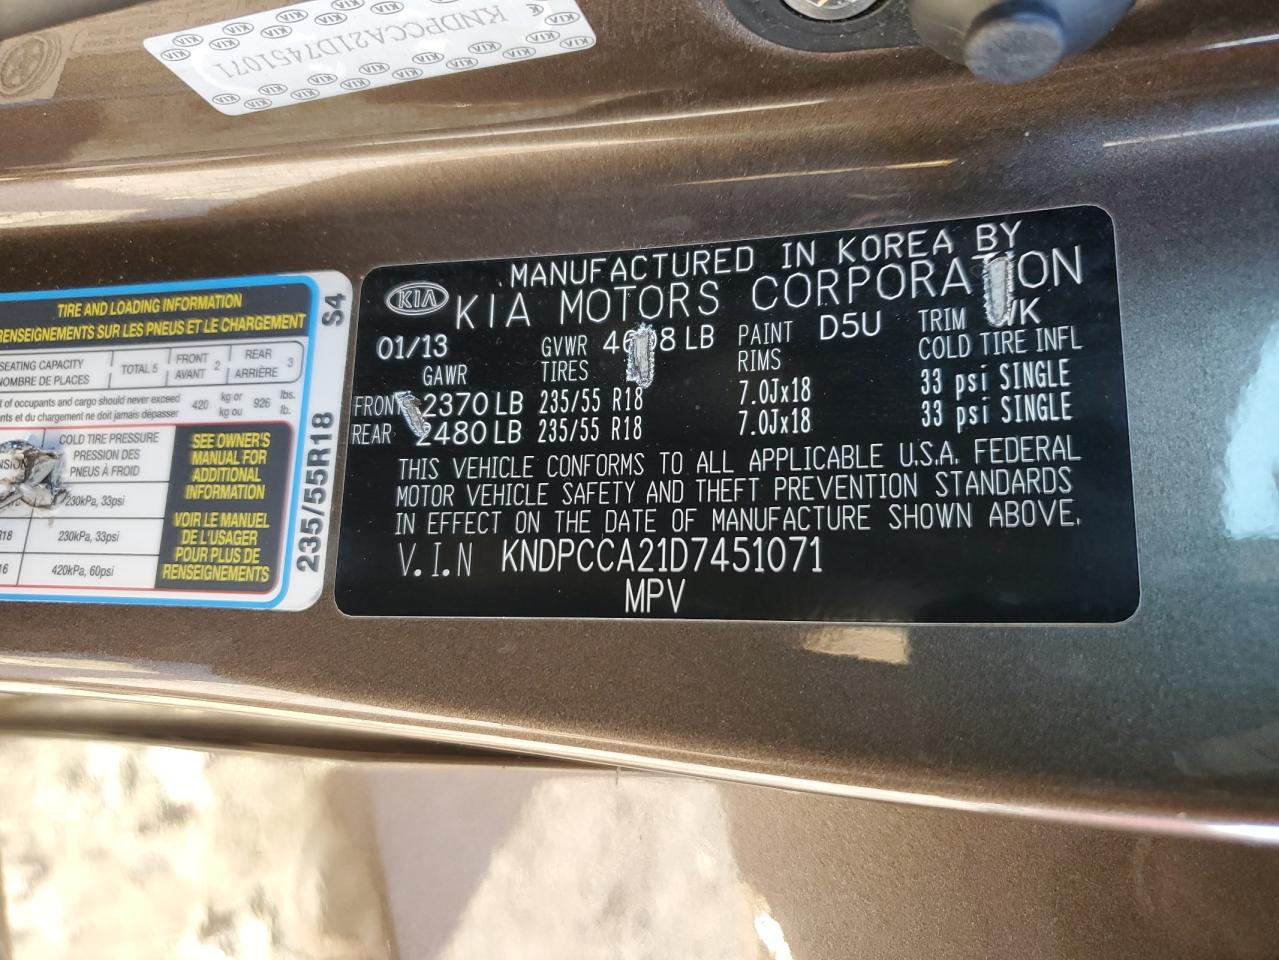 KNDPCCA21D7451071
TIRE AND LOADING INFORMATION
RENSEIGNEMENTS SUR LES PNEUS ET LE CHARGEMENT
S4
SEATING CAPACITY
NOMBRE DE PLACES
TOTAL 5
FRONT
AVANT
2
REAR
ARRIÈRE
3
of occupants and cargo should never exceed
et du chargement ne doit jamais dépasser
420
kg or
kg ou
926
lbs.
lb.
COLD TIRE PRESSURE
PRESSION DES
PNEUS À FROID
230kPa, 33psi
R18
230kPa, 33psi
420kPa, 60psi
SEE OWNER'S
MANUAL FOR
ADDITIONAL
INFORMATION
VOIR LE MANUEL
DE L'USAGER
POUR PLUS DE
RENSEIGNEMENTS
235/55R18
KIA
MANUFACTURED IN KOREA BY
KIA MOTORS
01/13
GVWR LB
PAINT D5U
TRIM
GAWR
TIRES
RIMS
COLD TIRE INFL
2370 LB 235/55 R18 7.0Jx18 33 psi SINGLE
REAR 2480 LB 235/55 R18 7.0Jx18 33 psi SINGLE
THIS VEHICLE CONFORMS TO ALL APPLICABLE U.S.A. FEDERAL
MOTOR VEHICLE SAFETY AND THEFT PREVENTION STANDARDS
IN EFFECT ON THE DATE OF MANUFACTURE SHOWN ABOVE.
V.I.N KNDPCCA21D7451071
MPV